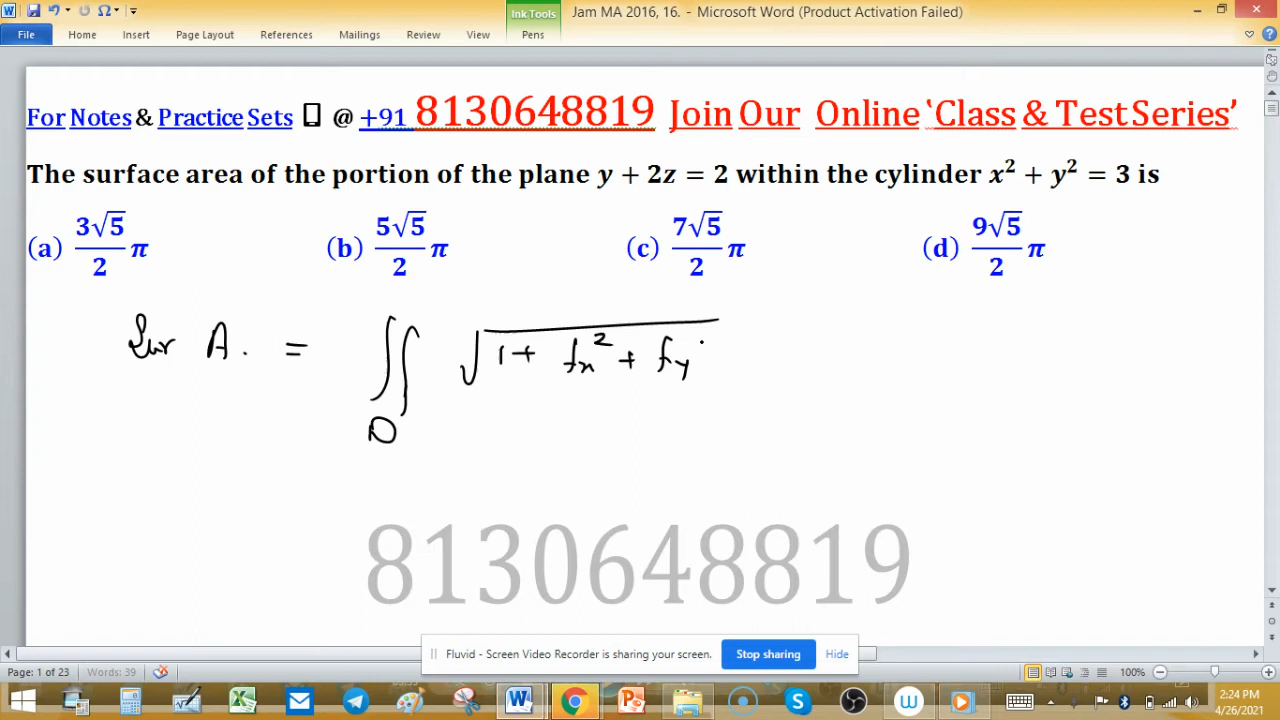 Jam MA 2016, 16. - Microsoft Word (Product Activation Failed)
Ink Tools
File Home Insert Page Layout References Mailings Review View Pens
For Notes & Practice Sets @ +91 8130648819 Join Our Online ‘Class & Test Series’
The surface area of the portion of the plane y + 2z = 2 within the cylinder x² + y² = 3 is
(a) 3√5/2 π (b) 5√5/2 π (c) 7√5/2 π (d) 9√5/2 π
Sur A. = ∬_D √(1 + fx² + fy
8130648819
Fluvid - Screen Video Recorder is sharing your screen. Stop sharing Hide
Page: 1 of 23 Words: 39 100%
2:24 PM
4/26/2021